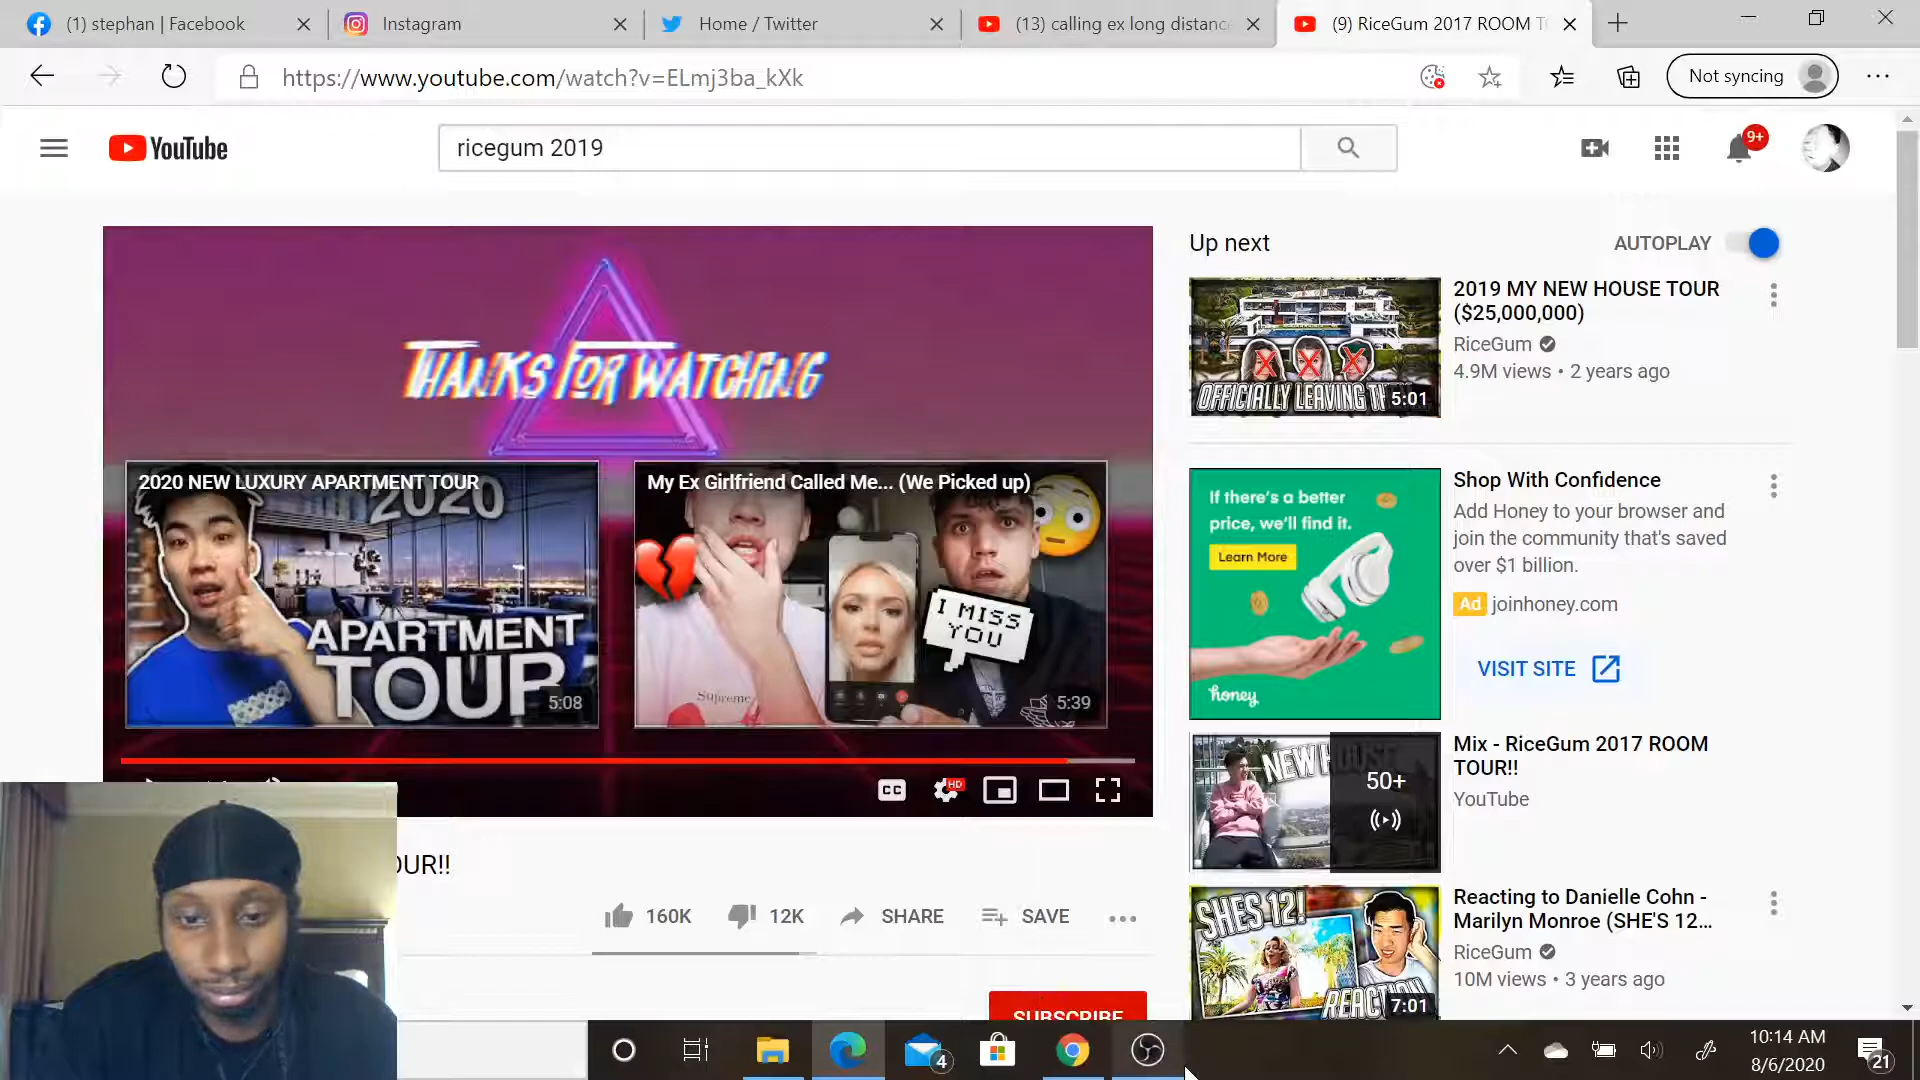 (1) stephan | Facebook
Instagram
Home / Twitter
(13) calling ex long distance
(9) RiceGum 2017 ROOM T
https://www.youtube.com/watch?v=ELmj3ba_kXk
Not syncing
YouTube
ricegum 2019
9+
THANKS FOR WATCHING
2020 NEW LUXURY APARTMENT TOUR
2020
APARTMENT
TOUR
5:08
My Ex Girlfriend Called Me... (We Picked up)
I MISS
YOU
Supreme
5:39
CC
HD
OUR!!
160K
12K
SHARE
SAVE
SUBSCRIBE
Up next
AUTOPLAY
OFFICIALLY LEAVING TH
5:01
2019 MY NEW HOUSE TOUR
($25,000,000)
RiceGum
4.9M views • 2 years ago
If there's a better
price, we'll find it.
Learn More
honey
Shop With Confidence
Add Honey to your browser and
join the community that's saved
over $1 billion.
Ad joinhoney.com
VISIT SITE
NEW HOUSE
50+
Mix - RiceGum 2017 ROOM
TOUR!!
YouTube
SHES 12!
REACTION
7:01
Reacting to Danielle Cohn -
Marilyn Monroe (SHE'S 12...
RiceGum
10M views • 3 years ago
4
10:14 AM
8/6/2020
21